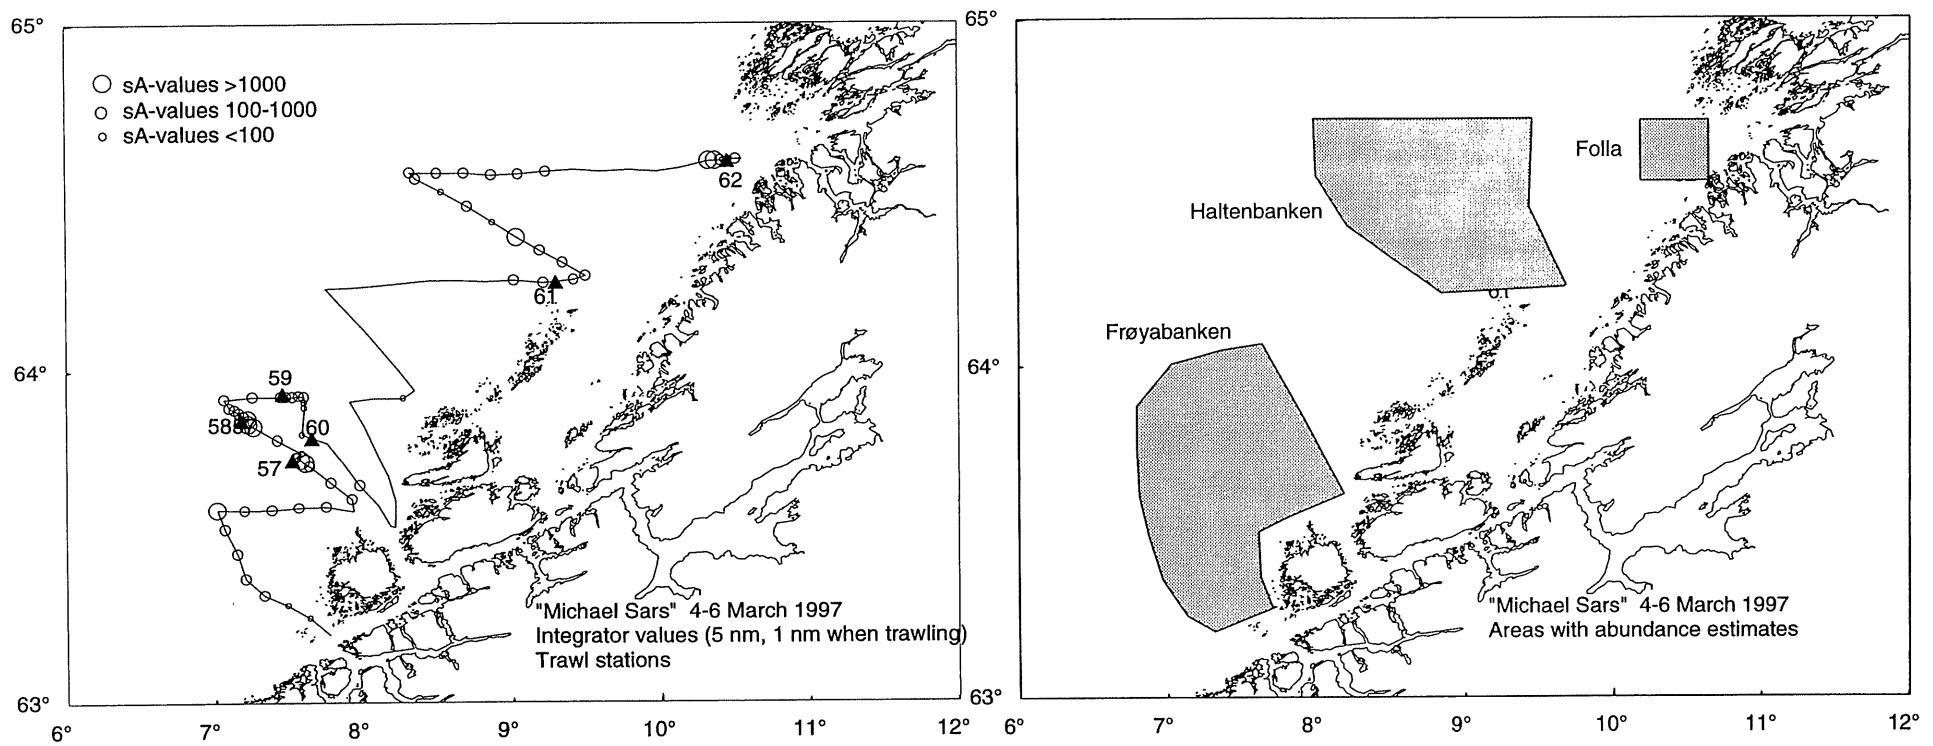 65°
sA-values >1000
sA-values 100-1000
sA-values <100
62
61
64°
59
58
60
57
"Michael Sars" 4-6 March 1997
Integrator values (5 nm, 1 nm when trawling)
Trawl stations
63°
6°
7°
8°
9°
10°
11°
12°
65°
Folla
Haltenbanken
61
Frøyabanken
64°
"Michael Sars" 4-6 March 1997
Areas with abundance estimates
63°
6°
7°
8°
9°
10°
11°
12°